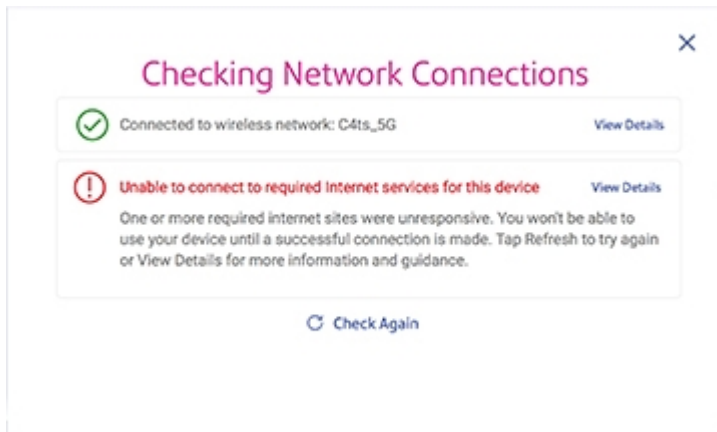 Checking Network Connections
Connected to wireless network: C4ts_5G View Details
Unable to connect to required Internet services for this device View Details
One or more required internet sites were unresponsive. You won't be able to
use your device until a successful connection is made. Tap Refresh to try again
or View Details for more information and guidance.
Check Again